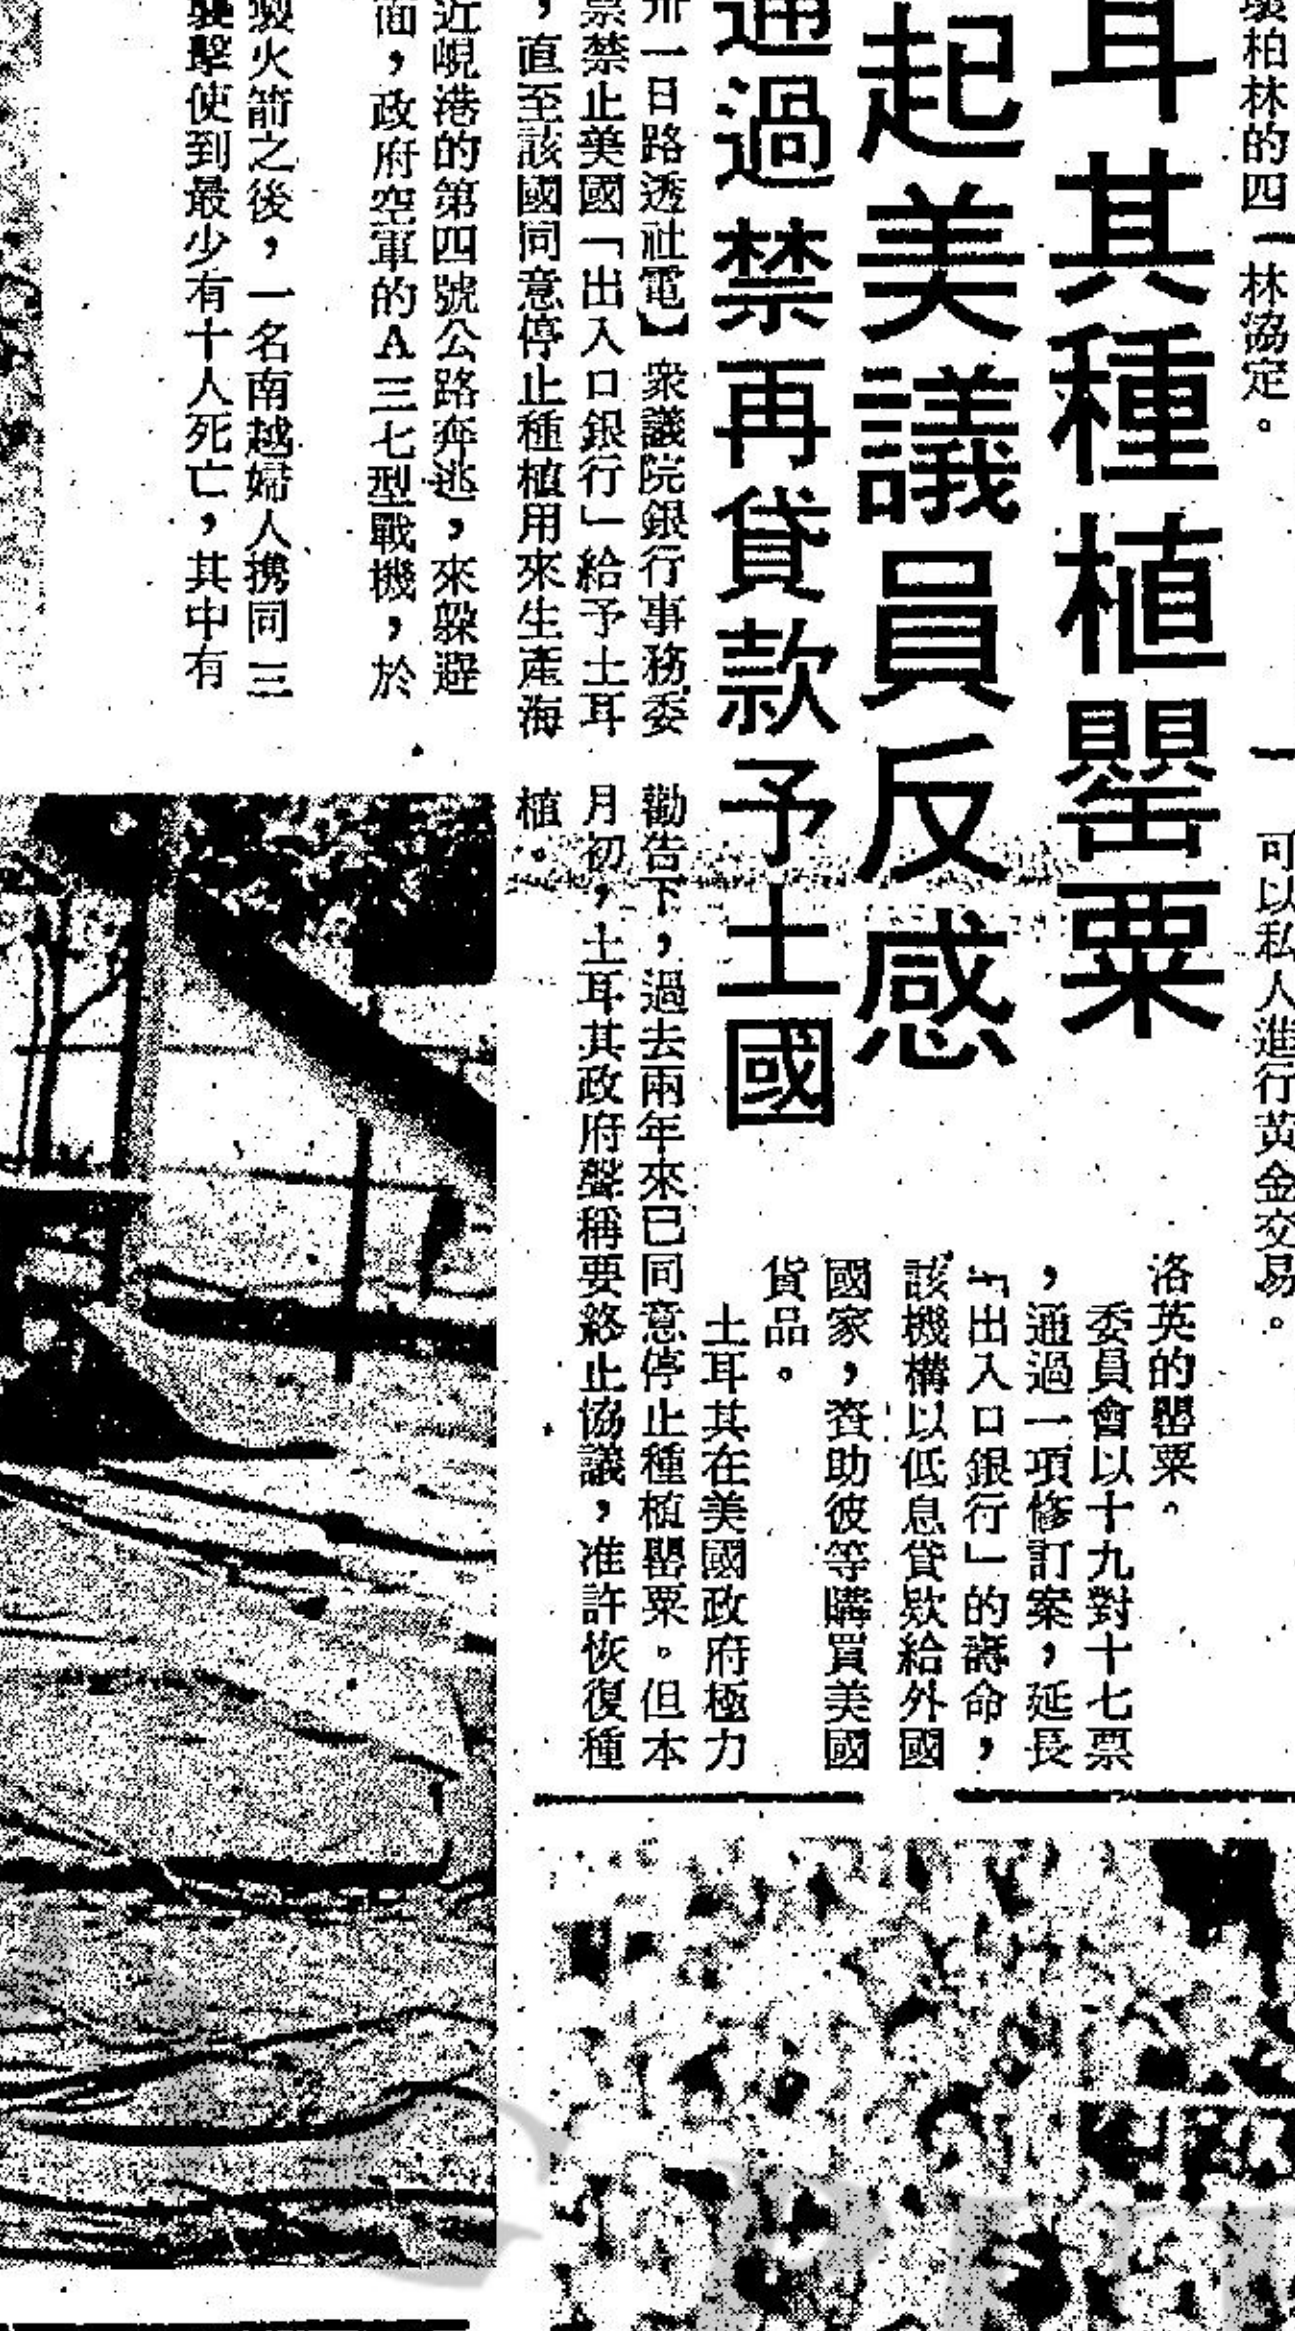 壞柏林的四
「林協定。
可以私人進行黃金交易。
耳其種植罌粟
起美議員反感
通過禁再貸款予土國
卅一日路透社電】衆議院銀行事務委
票禁止美國「出入口銀行」給予土耳
，直至該國同意停止種植用來生產海
洛英的罌粟。
委員會以十九對十七票
，通過一項修訂案，延長
「出入口銀行」的壽命，
該機構以低息貸欵給外國
國家，資助彼等購買美國
貨品。
土耳其在美國政府極力
勸告下，過去兩年來已同意停止種植罌粟。但本
月初，土耳其政府聲稱要終止協議，准許恢復種
植。
近峴港的第四號公路奔逃，來躲避
面，政府空軍的A三七型戰機，於
製火箭之後，一名南越婦人携同三
襲擊使到最少有十人死亡，其中有